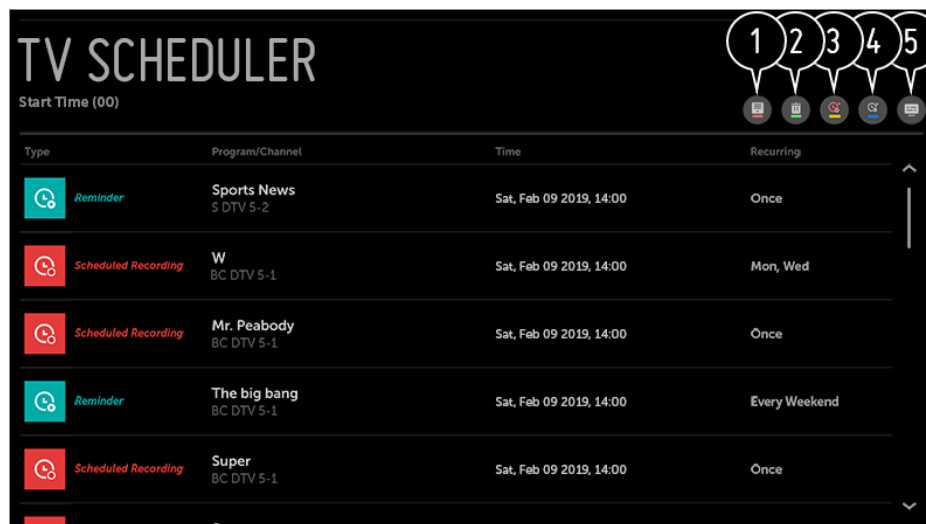 1 2 3 4 5
TV SCHEDULER
Start Time (00)
Type Program/Channel Time Recurring
Reminder Sports News Sat, Feb 09 2019, 14:00 Once
S DTV 5-2
Scheduled Recording W Sat, Feb 09 2019, 14:00 Mon, Wed
BC DTV 5-1
Scheduled Recording Mr. Peabody Sat, Feb 09 2019, 14:00 Once
BC DTV 5-1
Reminder The big bang Sat, Feb 09 2019, 14:00 Every Weekend
BC DTV 5-1
Scheduled Recording Super Sat, Feb 09 2019, 14:00 Once
BC DTV 5-1